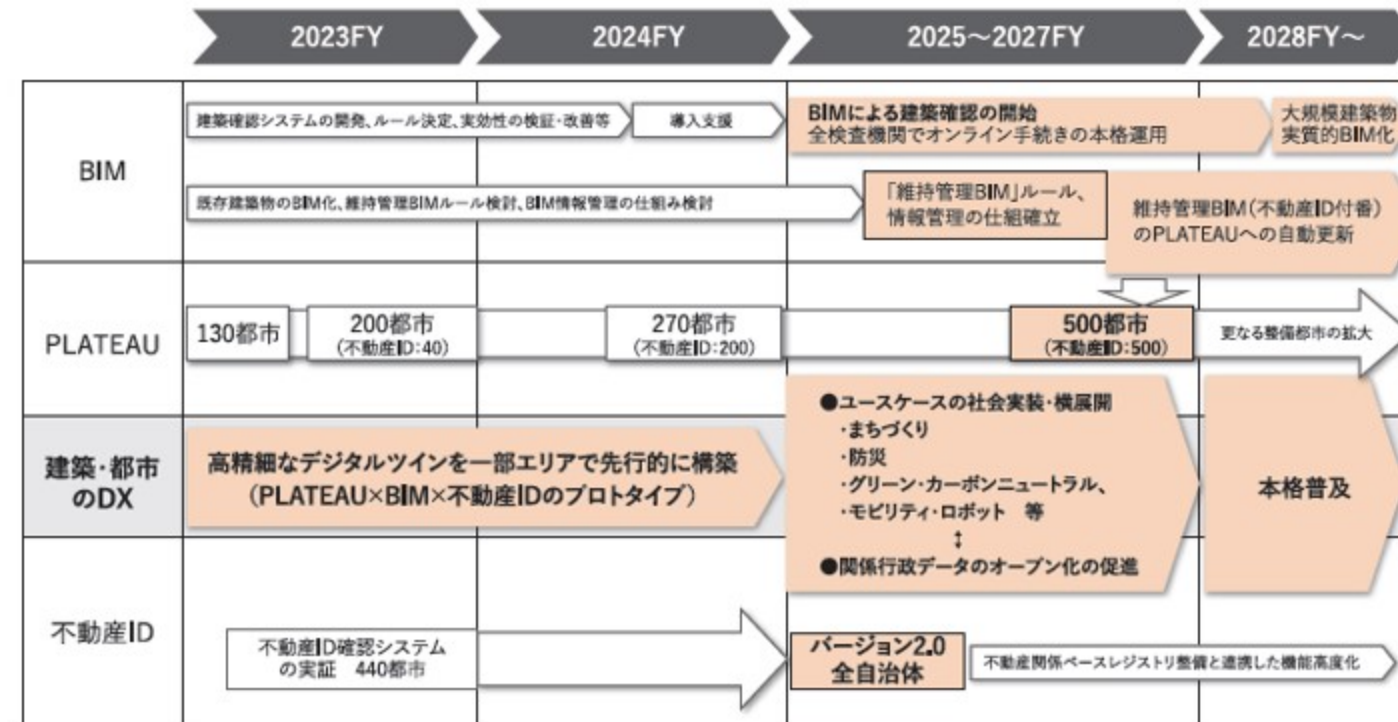 2023FY
2024FY
2025～2027FY
2028FY～
BIM
建築確認システムの開発、ルール決定、実効性の検証・改善等
導入支援
BIMによる建築確認の開始
全検査機関でオンライン手続きの本格運用
大規模建築物
実質的BIM化
既存建築物のBIM化、維持管理BIMルール検討、BIM情報管理の仕組み検討
「維持管理BIM」ルール、
情報管理の仕組確立
維持管理BIM(不動産ID付番)
のPLATEAUへの自動更新
PLATEAU
130都市
200都市
(不動産ID:40)
270都市
(不動産ID:200)
500都市
(不動産ID:500)
更なる整備都市の拡大
建築・都市
のDX
高精細なデジタルツインを一部エリアで先行的に構築
(PLATEAU×BIM×不動産IDのプロトタイプ)
●ユースケースの社会実装・横展開
・まちづくり
・防災
・グリーン・カーボンニュートラル、
・モビリティ・ロボット　等
↕
●関係行政データのオープン化の促進
本格普及
不動産ID
不動産ID確認システム
の実証　440都市
バージョン2.0
全自治体
不動産関係ベースレジストリ整備と連携した機能高度化